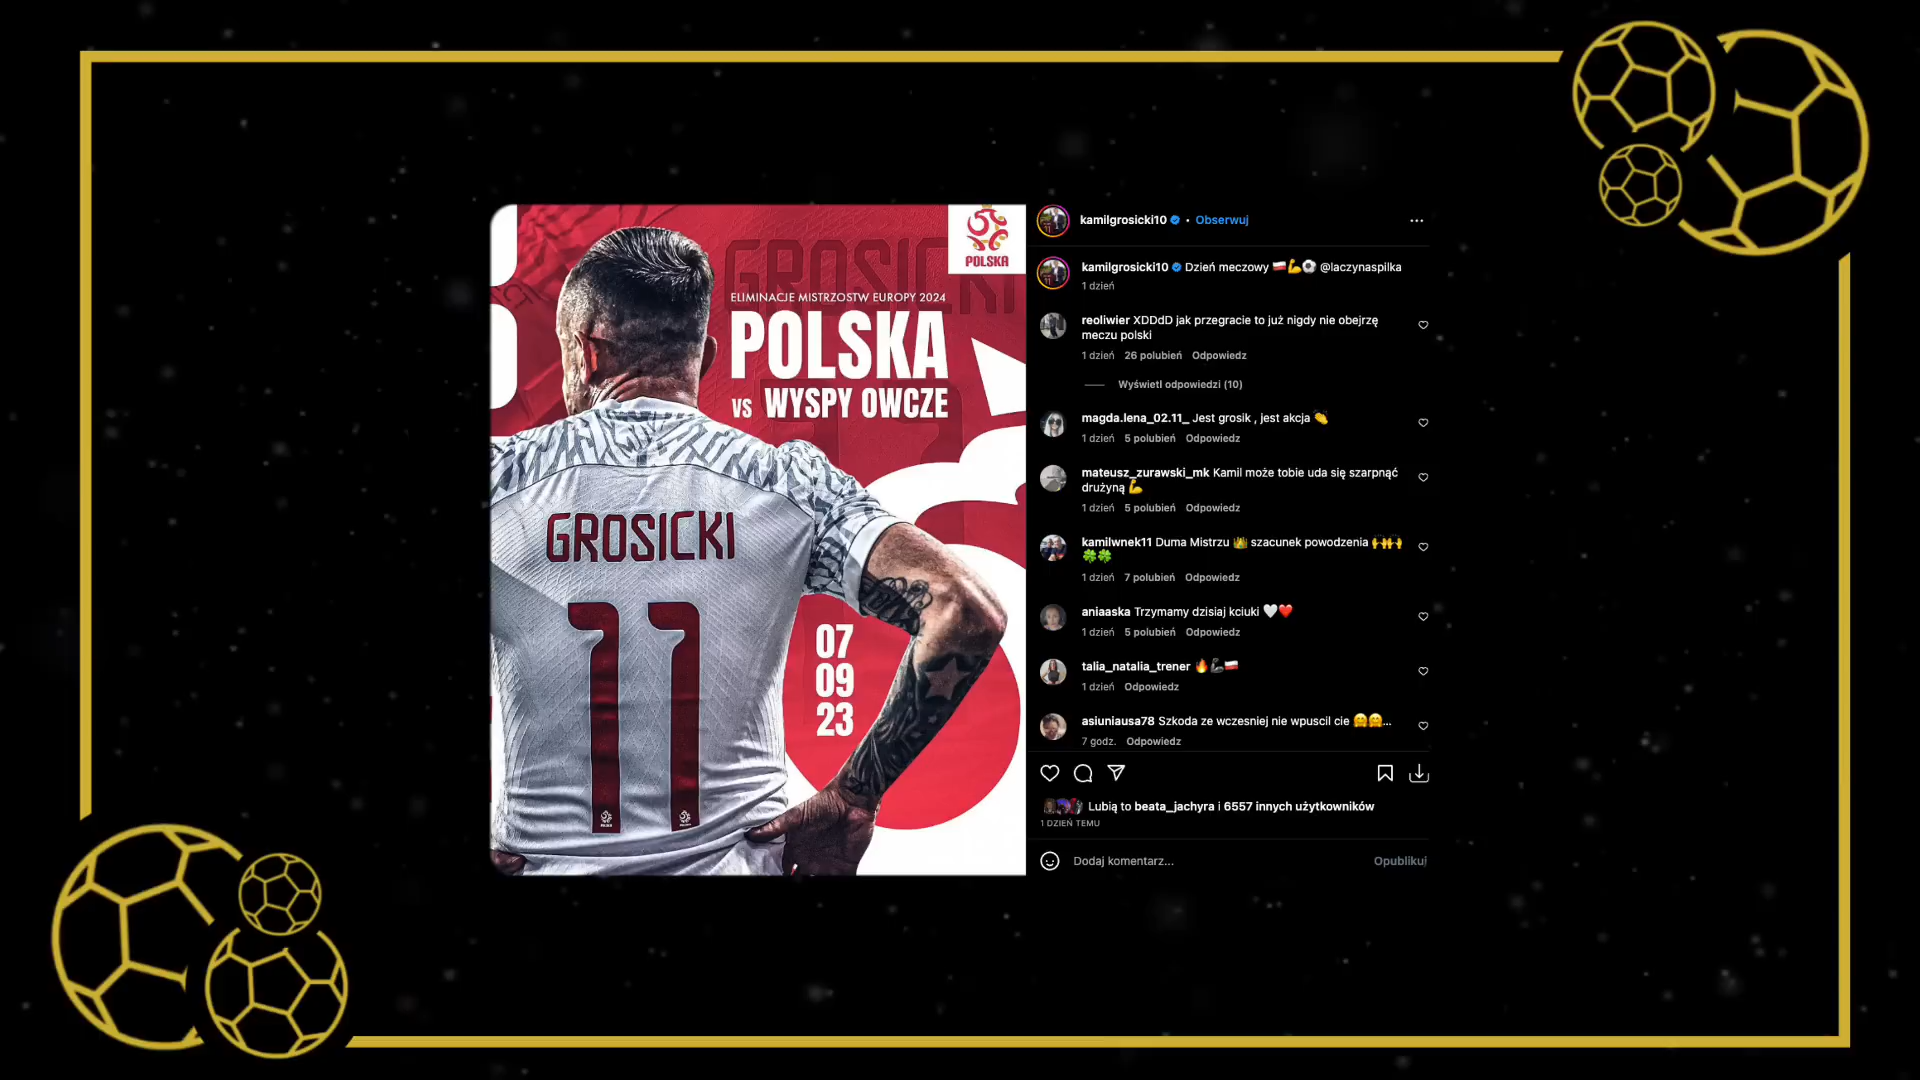 GROSICKI
POLSKA
ELIMINACJE MISTRZOSTW EUROPY 2024
POLSKA
VS WYSPY OWCZE
GROSICKI
11
07
09
23
kamilgrosicki10 • Obserwuj
kamilgrosicki10 Dzień meczowy 🇵🇱💪⚽ @laczynaspilka
1 dzień
reoliwier XDDdD jak przegracie to już nigdy nie obejrzę
meczu polski
1 dzień 26 polubień Odpowiedz
Wyświetl odpowiedzi (10)
magda.lena_02.11_ Jest grosik , jest akcja 👏
1 dzień 5 polubień Odpowiedz
mateusz_zurawski_mk Kamil może tobie uda się szarpnąć
drużyną 💪
1 dzień 5 polubień Odpowiedz
kamilwnek11 Duma Mistrzu 👑 szacunek powodzenia 🙌🙌
🍀🍀
1 dzień 7 polubień Odpowiedz
aniaaska Trzymamy dzisiaj kciuki 🤍❤️
1 dzień 5 polubień Odpowiedz
talia_natalia_trener 🔥💪🏿🇵🇱
1 dzień Odpowiedz
asiuniausa78 Szkoda ze wczesniej nie wpuscil cie 🤗🤗...
7 godz. Odpowiedz
Lubią to beata_jachyra i 6557 innych użytkowników
1 DZIEŃ TEMU
Dodaj komentarz...
Opublikuj